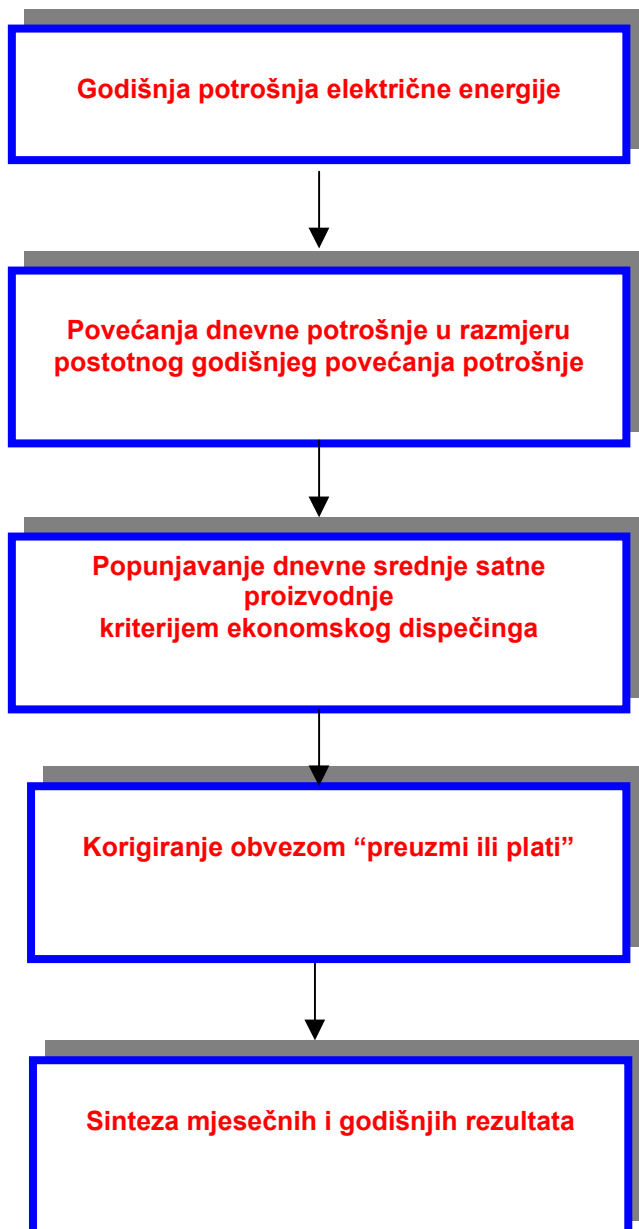 Godišnja potrošnja električne energije
Povećanja dnevne potrošnje u razmjeru
postotnog godišnjeg povećanja potrošnje
Popunjavanje dnevne srednje satne
proizvodnje
kriterijem ekonomskog dispečinga
Korigiranje obvezom “preuzmi ili plati”
Sinteza mjesečnih i godišnjih rezultata